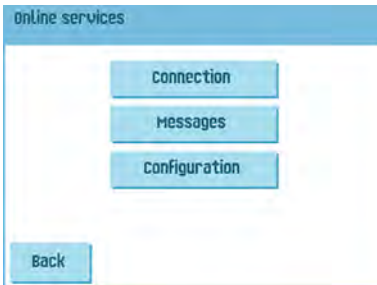 Online services
Connection
Messages
Configuration
Back